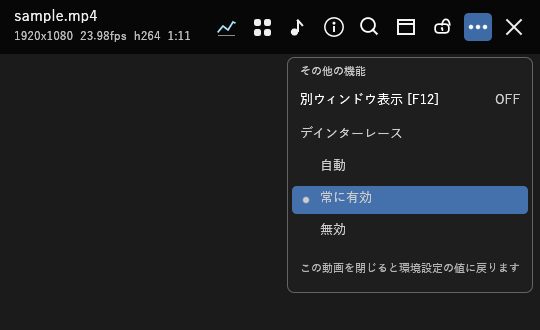 sample.mp4
1920x1080 23.98fps h264 1:11
その他の機能
別ウィンドウ表示 [F12] OFF
デインターレース
自動
常に有効
無効
この動画を閉じると環境設定の値に戻ります